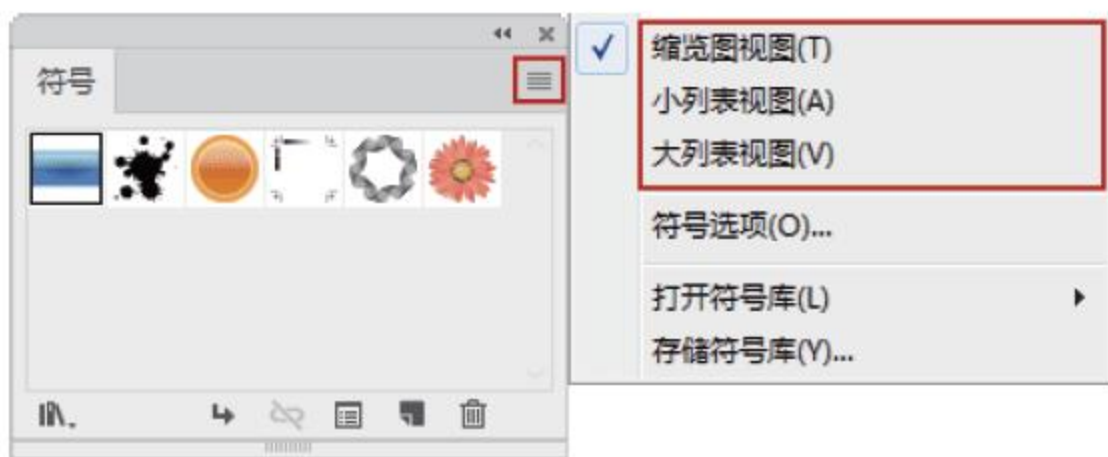 符号
缩览图视图(T)
小列表视图(A)
大列表视图(V)
符号选项(O)...
打开符号库(L)
存储符号库(Y)...